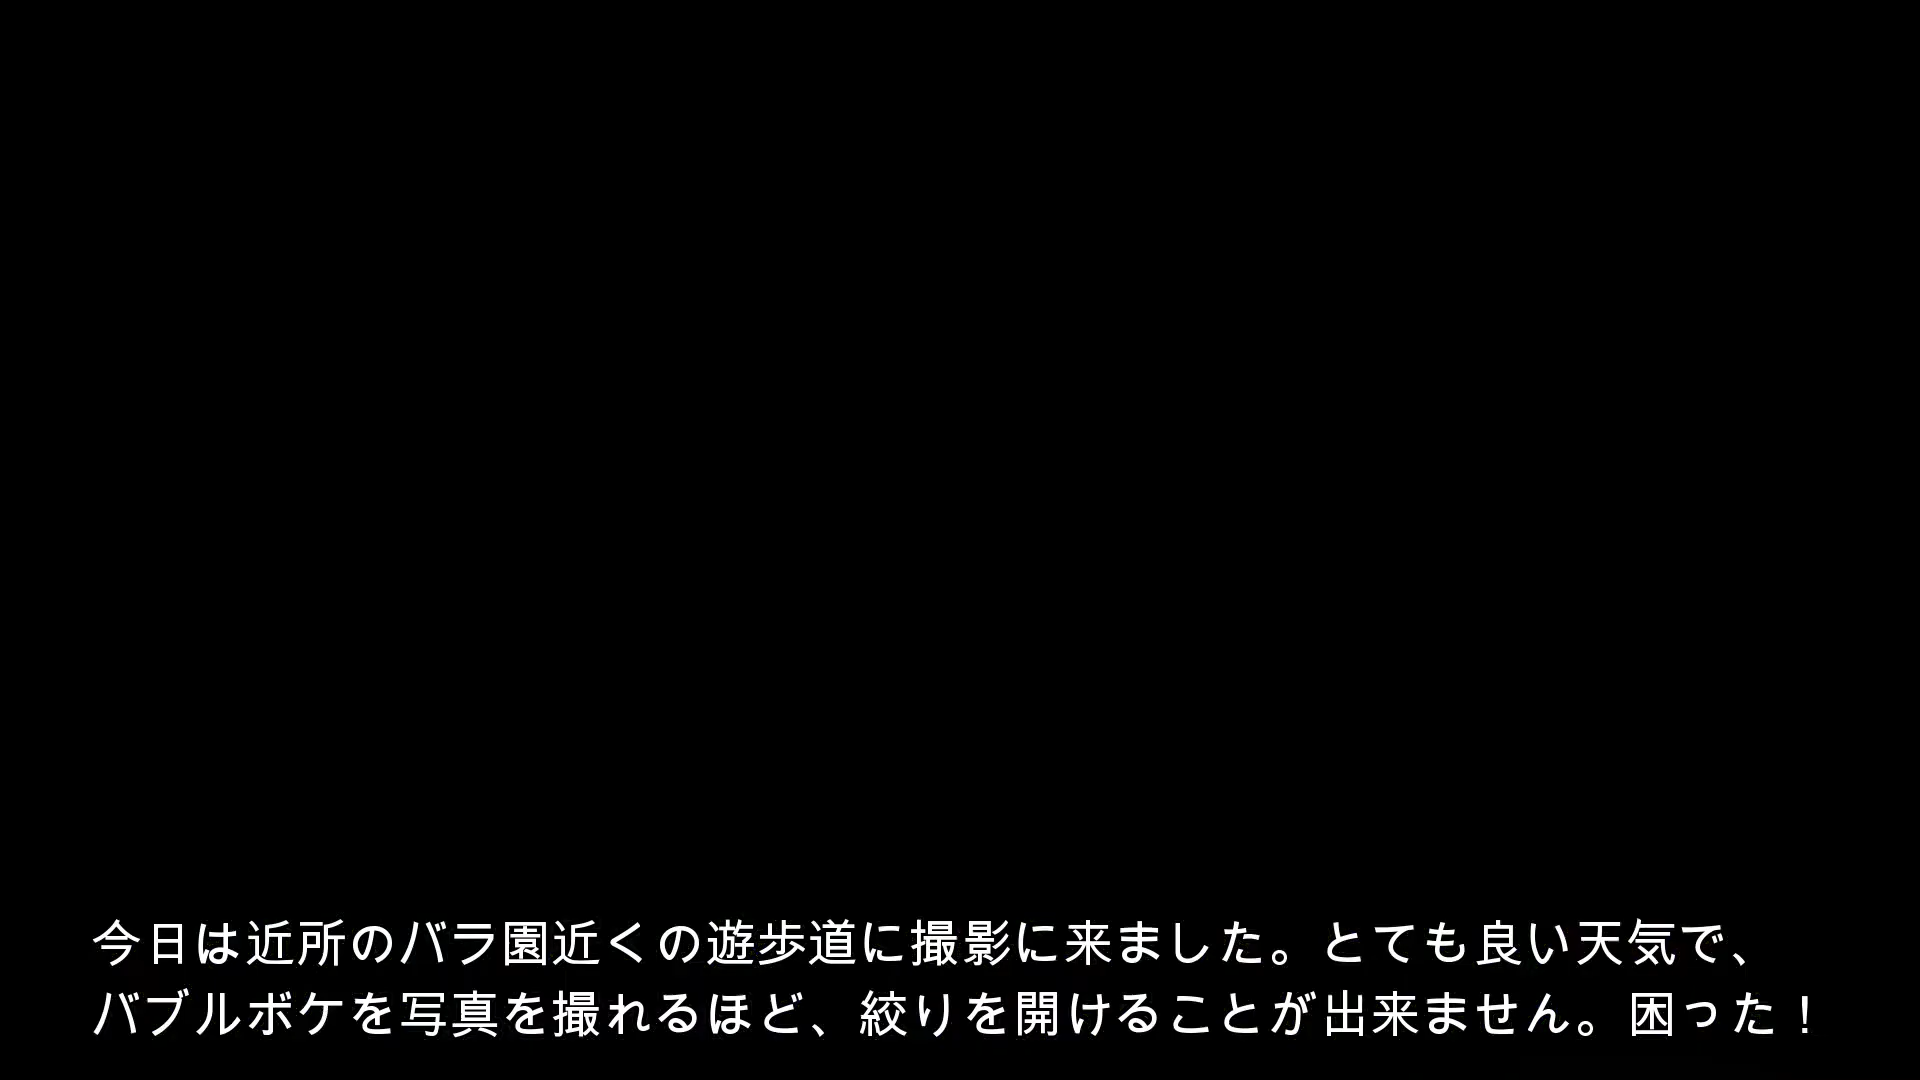 今日は近所のバラ園近くの遊歩道に撮影に来ました。とても良い天気で、
バブルボケを写真を撮れるほど、絞りを開けることが出来ません。困った！